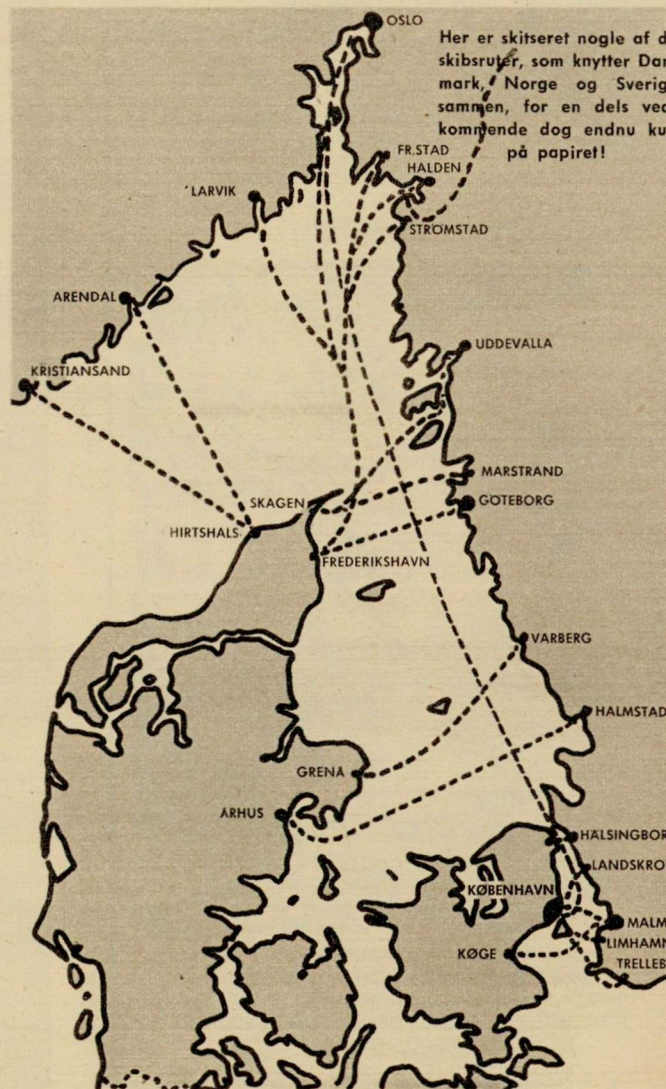 OSLO
Her er skitseret nogle af d
skibsruter, som knytter Dan
mark, Norge og Sverig
sammen, for en dels ved
kommende dog endnu ku
på papiret!
FR.STAD
HALDEN
LARVIK
STRÖMSTAD
ARENDAL
UDDEVALLA
KRISTIANSAND
MARSTRAND
SKAGEN
GÖTEBORG
HIRTSHALS
FREDERIKSHAVN
VARBERG
HALMSTAD
GRENA
ÅRHUS
HÄLSINGBOR
LANDSKRO
KØBENHAVN
MALM
LIMHAMN
KØGE
TRELLEB